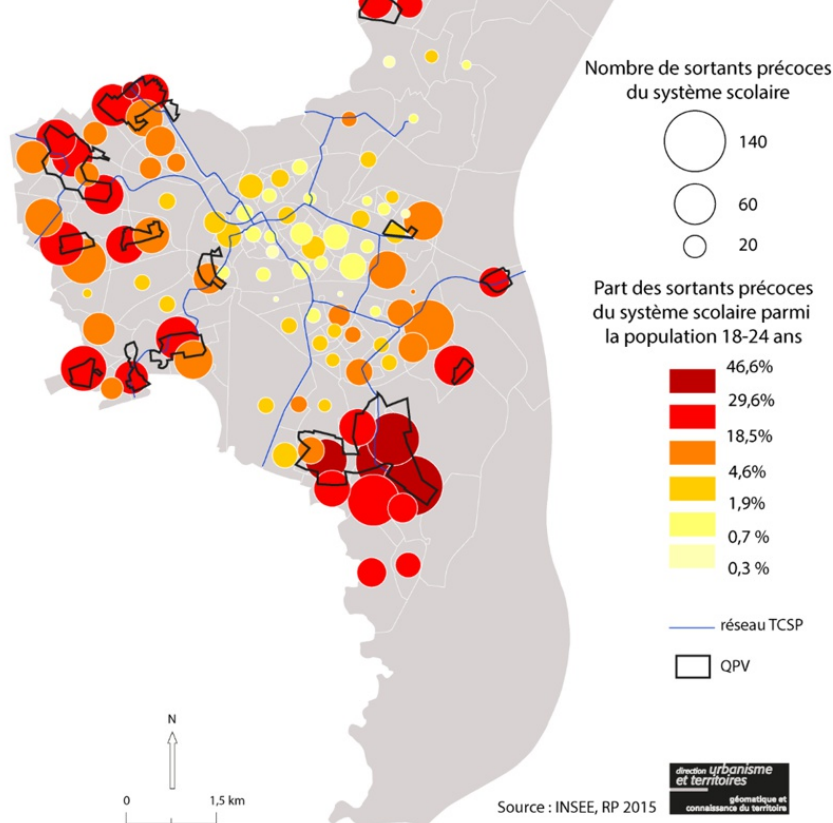 Nombre de sortants précoces
du système scolaire
140
60
20
Part des sortants précoces
du système scolaire parmi
la population 18-24 ans
46,6%
29,6%
18,5%
4,6%
1,9%
0,7 %
0,3 %
réseau TCSP
QPV
N
0 1,5 km
Source : INSEE, RP 2015
direction urbanisme
et territoires
géomatique et
connaissance du territoire